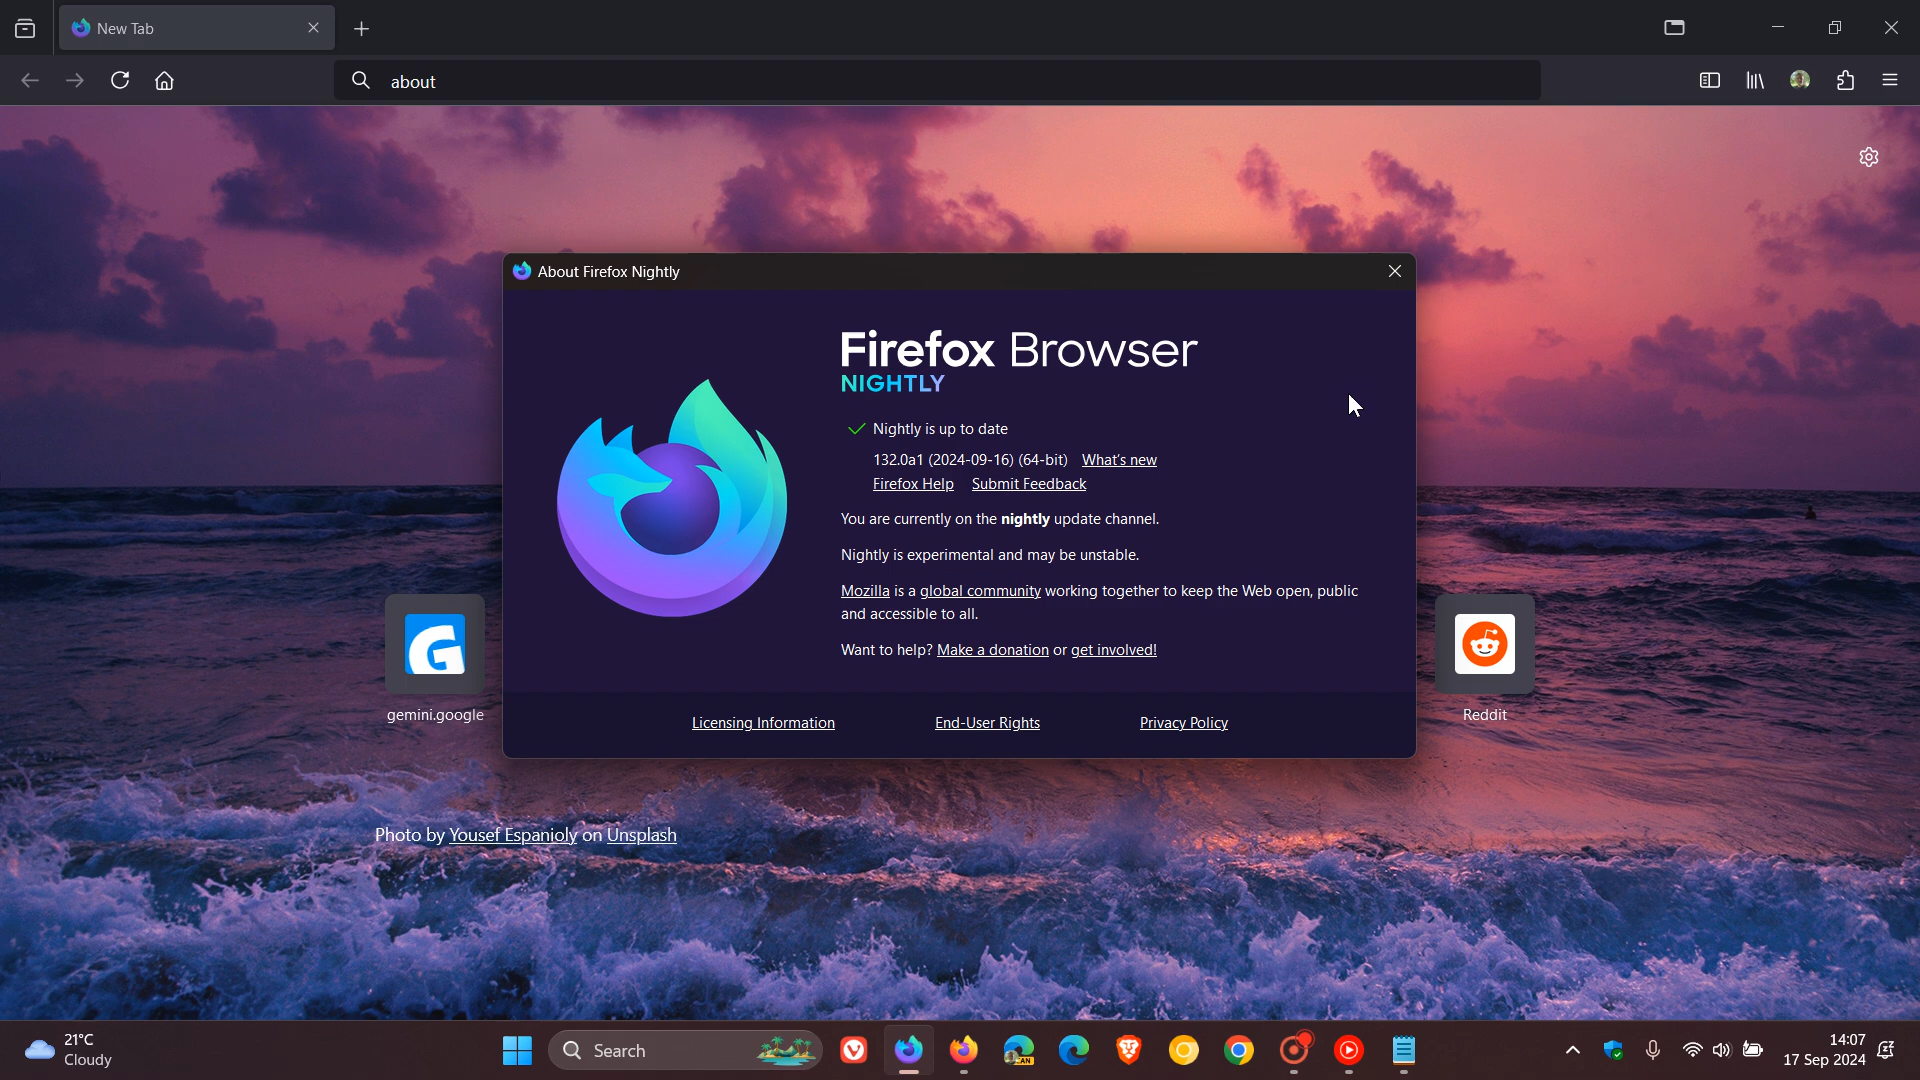 New Tab
about
About Firefox Nightly
Firefox Browser
NIGHTLY
Nightly is up to date
132.0a1 (2024-09-16) (64-bit) What's new
Firefox Help Submit Feedback
You are currently on the nightly update channel.
Nightly is experimental and may be unstable.
Mozilla is a global community working together to keep the Web open, public
and accessible to all.
Want to help? Make a donation or get involved!
Licensing Information End-User Rights Privacy Policy
gemini.google
Reddit
Photo by Yousef Espanioly on Unsplash
21°C
Cloudy
Search
CAN
14:07
17 Sep 2024